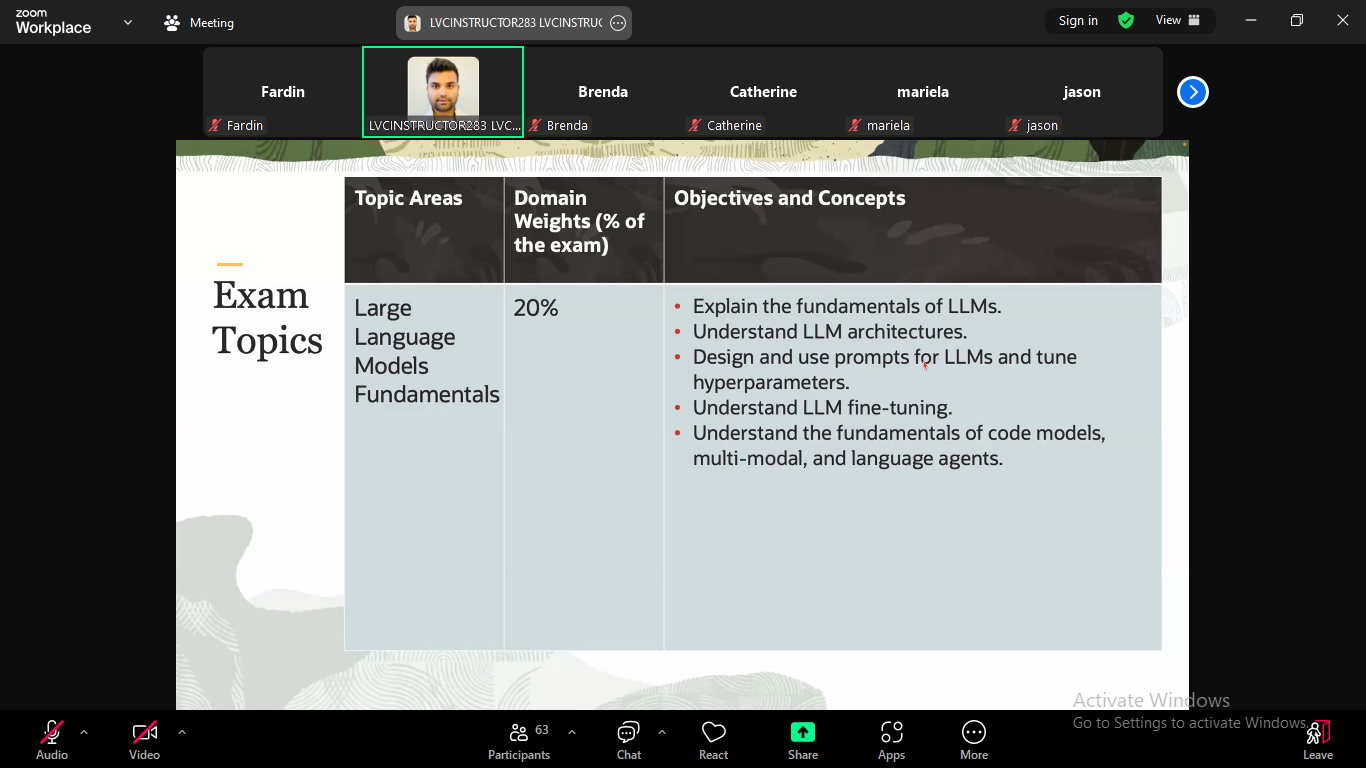 zoom
Workplace
Meeting
LVCINSTRUCTOR283 LVCINSTRUC
Sign in
View
Fardin
Brenda
Catherine
mariela
jason
Fardin
LVCINSTRUCTOR283 LVC...
Brenda
Catherine
mariela
jason
Exam
Topics
Topic Areas
Domain
Weights (% of
the exam)
Objectives and Concepts
Large
Language
Models
Fundamentals
20%
• Explain the fundamentals of LLMs.
• Understand LLM architectures.
• Design and use prompts for LLMs and tune
hyperparameters.
• Understand LLM fine-tuning.
• Understand the fundamentals of code models,
multi-modal, and language agents.
Activate Windows
Go to Settings to activate Windows.
Audio
Video
63
Participants
Chat
React
Share
Apps
More
Leave